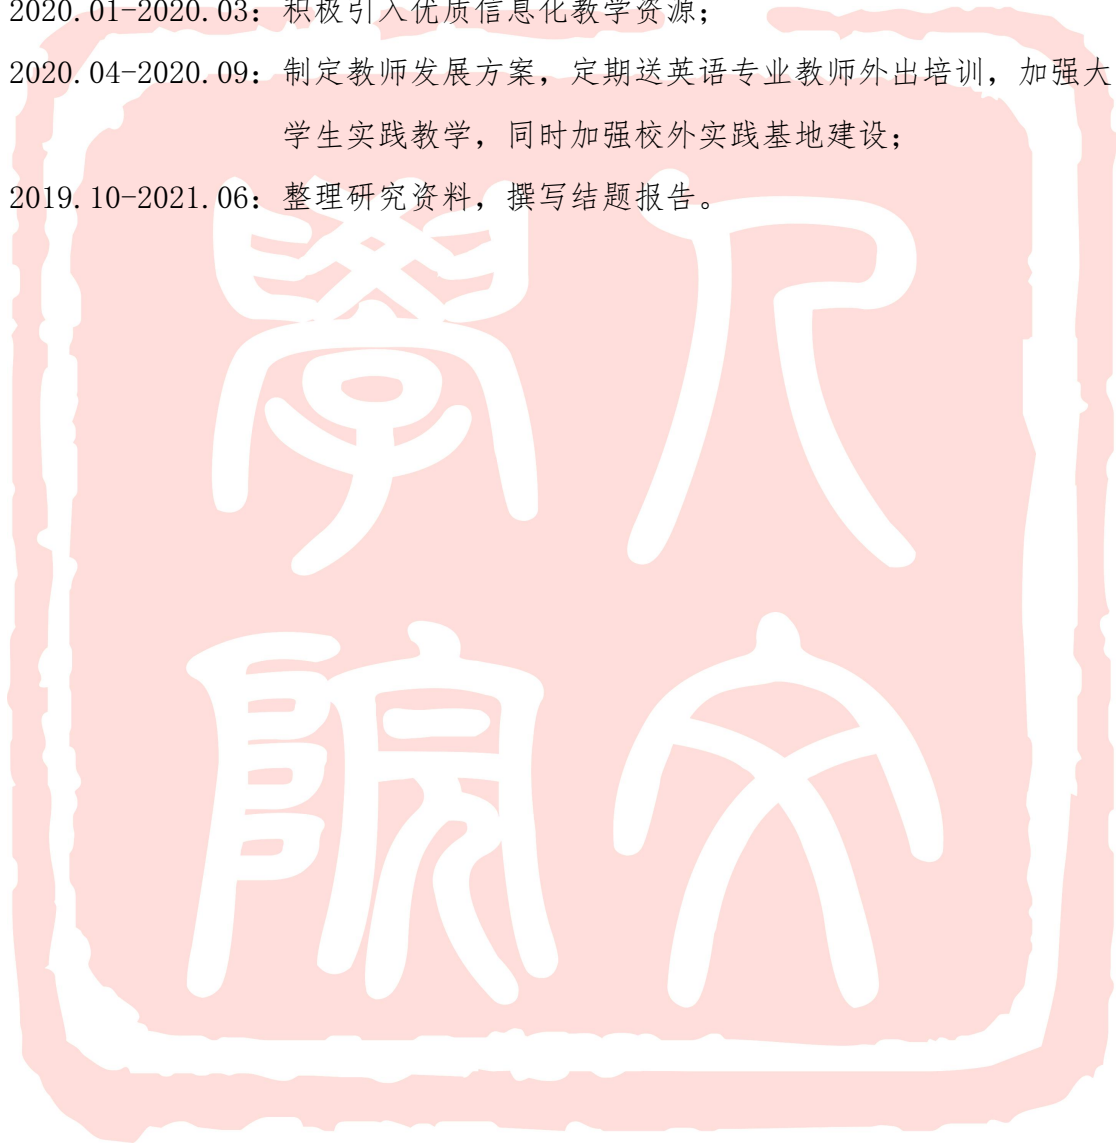 2020.01-2020.03：积极引入优质信息化教学资源；
2020.04-2020.09：制定教师发展方案，定期送英语专业教师外出培训，加强大
学生实践教学，同时加强校外实践基地建设；
2019.10-2021.06：整理研究资料，撰写结题报告。
人文
學院